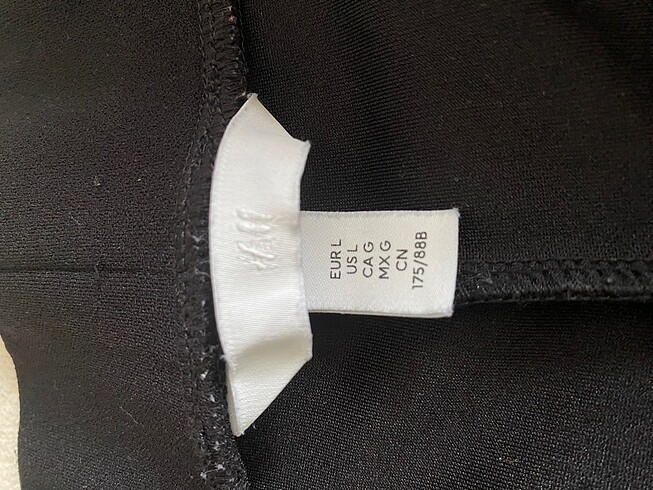 H&M
EUR L
US L
CA G
MX G
CN
175/88B